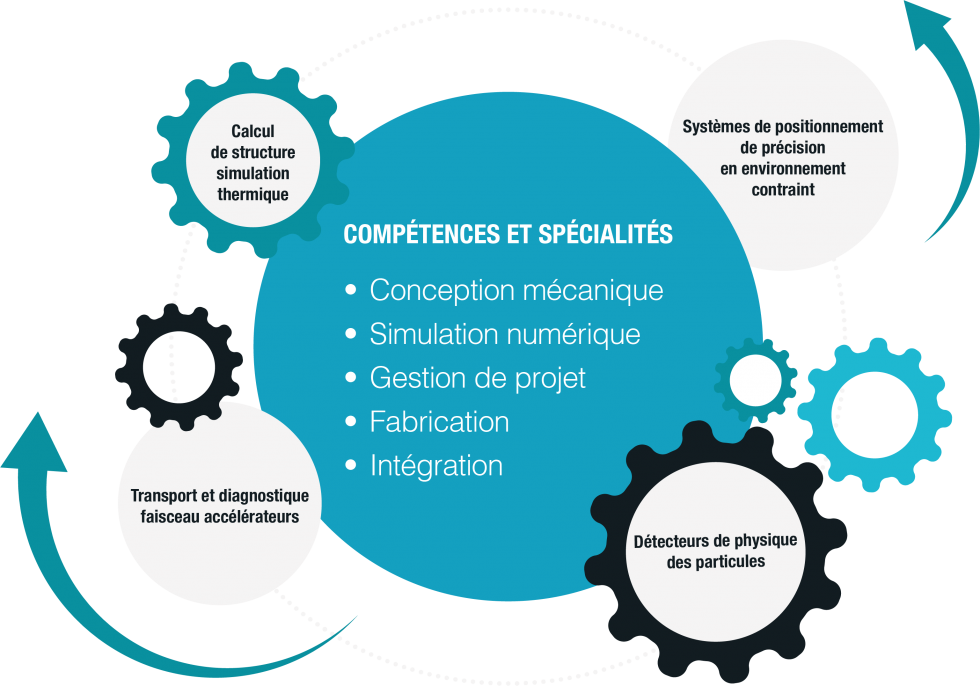 Calcul
de structure
simulation
thermique
Systèmes de positionnement
de précision
en environnement
contraint
COMPÉTENCES ET SPÉCIALITÉS
• Conception mécanique
• Simulation numérique
• Gestion de projet
• Fabrication
• Intégration
Transport et diagnostique
faisceau accélérateurs
Détecteurs de physique
des particules